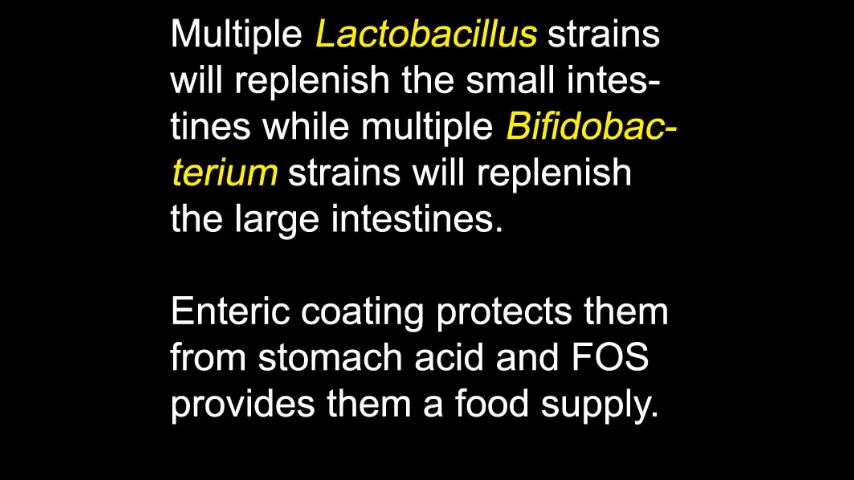 Multiple Lactobacillus strains
will replenish the small intes-
tines while multiple Bifidobac-
terium strains will replenish
the large intestines.
Enteric coating protects them
from stomach acid and FOS
provides them a food supply.